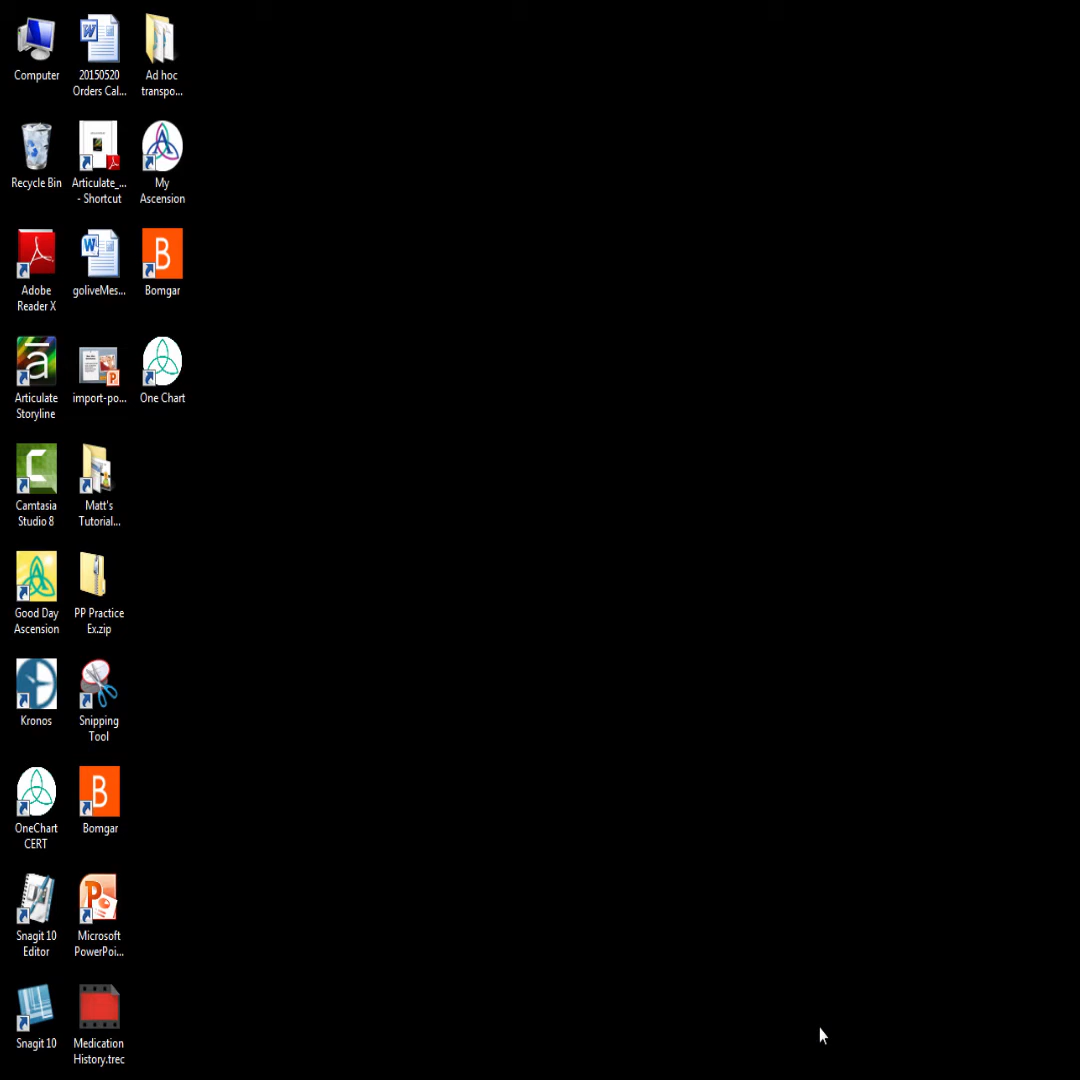 Computer
20150520
Orders Cal...
Ad hoc
transpo...
Recycle Bin
Articulate_...
- Shortcut
My
Ascension
Adobe
Reader X
goliveMes...
B
Bomgar
Articulate
Storyline
import-po...
One Chart
Camtasia
Studio 8
Matt's
Tutorial...
Good Day
Ascension
PP Practice
Ex.zip
Kronos
Snipping
Tool
OneChart
CERT
B
Bomgar
Snagit 10
Editor
Microsoft
PowerPoi...
Snagit 10
Medication
History.trec